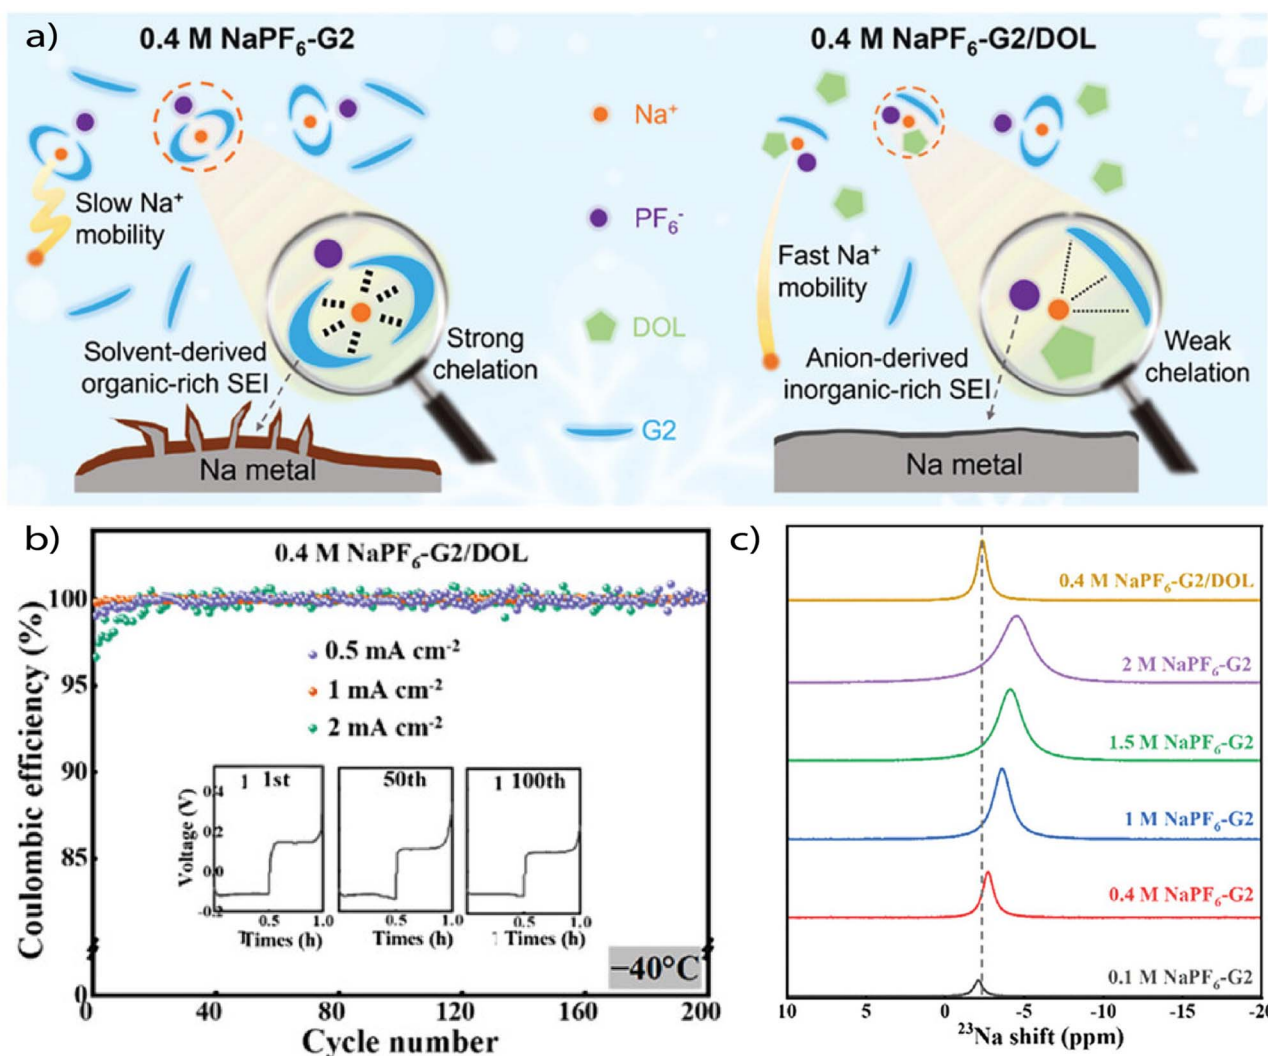 a)
0.4 M NaPF6-G2
0.4 M NaPF6-G2/DOL
Na+
PF6-
DOL
G2
Slow Na+
mobility
Solvent-derived
organic-rich SEI
Strong
chelation
Na metal
Fast Na+
mobility
Anion-derived
inorganic-rich SEI
Weak
chelation
Na metal
b)
0.4 M NaPF6-G2/DOL
Coulombic efficiency (%)
100
95
90
85
0
0.5 mA cm-2
1 mA cm-2
2 mA cm-2
1st
50th
100th
Voltage (V)
0.4
0.2
0.0
-0.2
0.5 1.0
0.5 1.0
0.5 1.0
Times (h)
Times (h)
Times (h)
−40°C
0 40 80 120 160 200
Cycle number
c)
0.4 M NaPF6-G2/DOL
2 M NaPF6-G2
1.5 M NaPF6-G2
1 M NaPF6-G2
0.4 M NaPF6-G2
0.1 M NaPF6-G2
10 5 0 -5 -10 -15 -20
23Na shift (ppm)